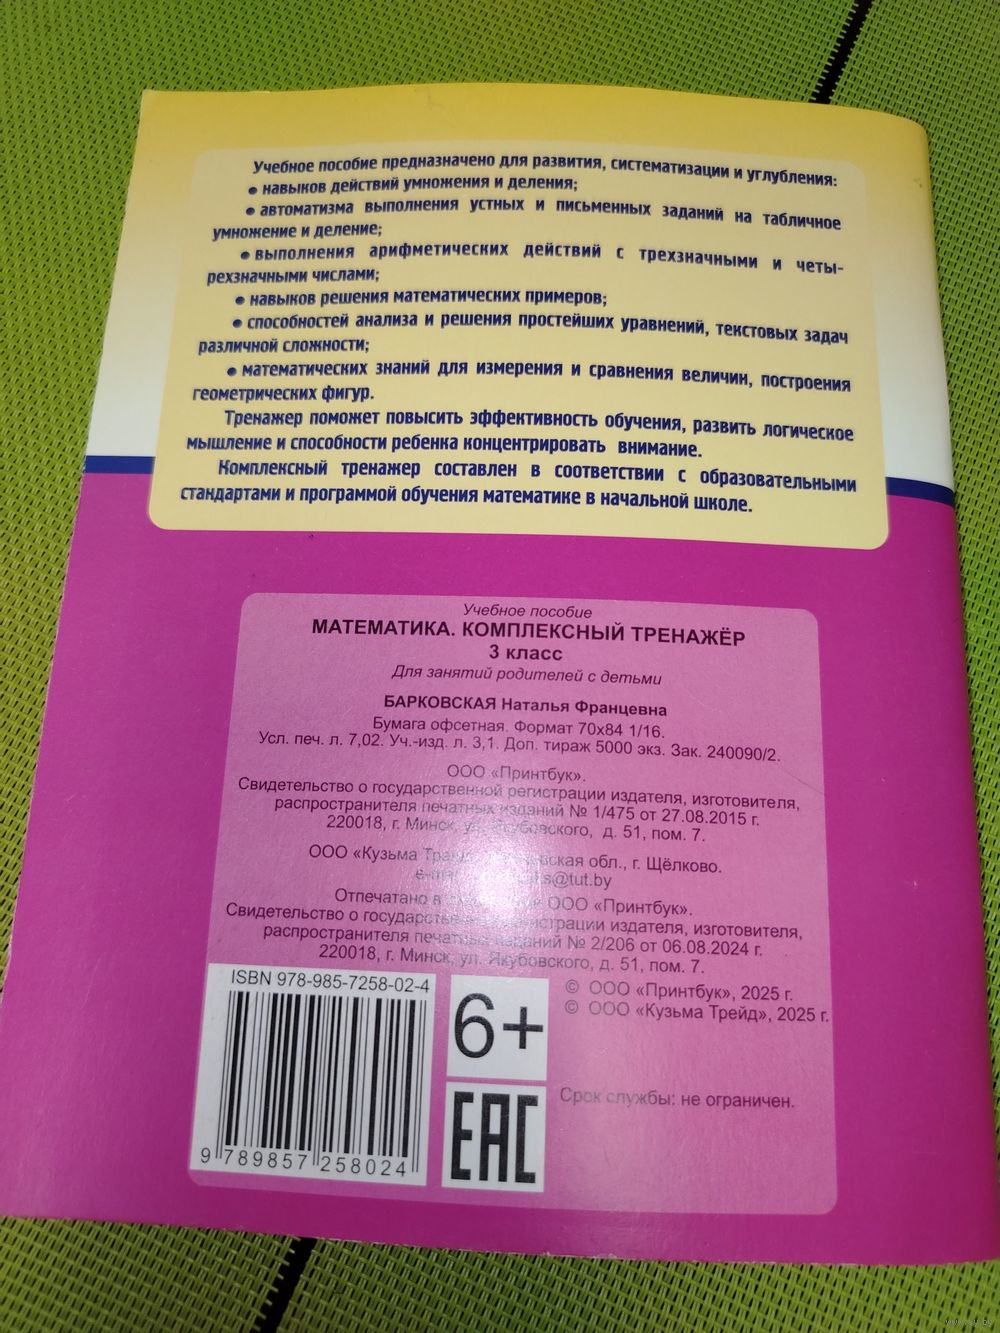 Учебное пособие предназначено для развития, систематизации и углубления:
• навыков действий умножения и деления;
• автоматизма выполнения устных и письменных заданий на табличное
умножение и деление;
• выполнения арифметических действий с трехзначными и четы-
рехзначными числами;
• навыков решения математических примеров;
• способностей анализа и решения простейших уравнений, текстовых задач
различной сложности;
• математических знаний для измерения и сравнения величин, построения
геометрических фигур.
Тренажер поможет повысить эффективность обучения, развить логическое
мышление и способности ребенка концентрировать внимание.
Комплексный тренажер составлен в соответствии с образовательными
стандартами и программой обучения математике в начальной школе.
Учебное пособие
МАТЕМАТИКА. КОМПЛЕКСНЫЙ ТРЕНАЖЁР
3 класс
Для занятий родителей с детьми
БАРКОВСКАЯ Наталья Францевна
Бумага офсетная. Формат 70х84 1/16.
Усл. печ. л. 7,02. Уч.-изд. л. 3,1. Доп. тираж 5000 экз. Зак. 240090/2.
ООО «Принтбук».
Свидетельство о государственной регистрации издателя, изготовителя,
распространителя печатных изданий № 1/475 от 27.08.2015 г.
220018, г. Минск, ул. Якубовского, д. 51, пом. 7.
ООО «Кузьма обл., г. Щёлково.
@tut.by
Отпечатано в ООО «Принтбук».
Свидетельство о государственной регистрации издателя, изготовителя,
распространителя печатных изданий № 2/206 от 06.08.2024 г.
220018, г. Минск, ул. Якубовского, д. 51, пом. 7.
ISBN 978-985-7258-02-4
9 789857 258024
6+
EAC
© ООО «Принтбук», 2025 г.
© ООО «Кузьма Трейд», 2025 г.
Срок службы: не ограничен.